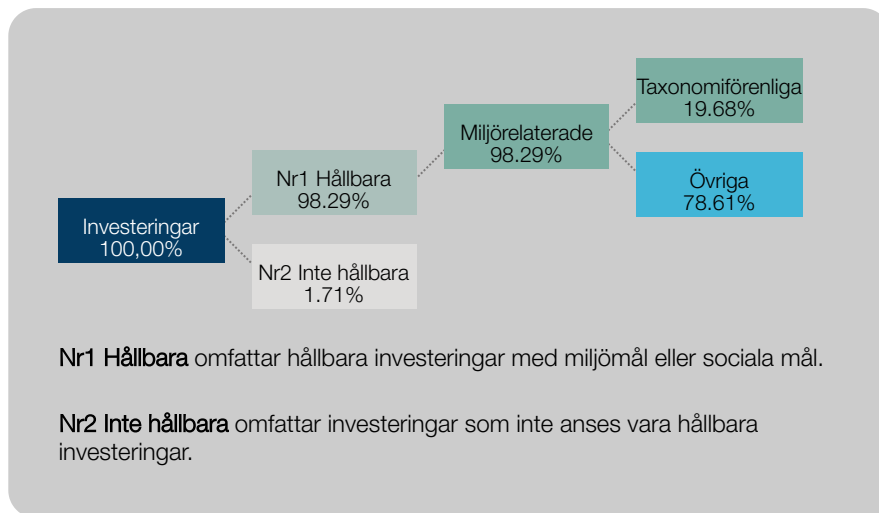 Investeringar
100,00%
Nr1 Hållbara
98.29%
Nr2 Inte hållbara
1.71%
Miljörelaterade
98.29%
Taxonomiförenliga
19.68%
Övriga
78.61%
Nr1 Hållbara omfattar hållbara investeringar med miljömål eller sociala mål.
Nr2 Inte hållbara omfattar investeringar som inte anses vara hållbara
investeringar.